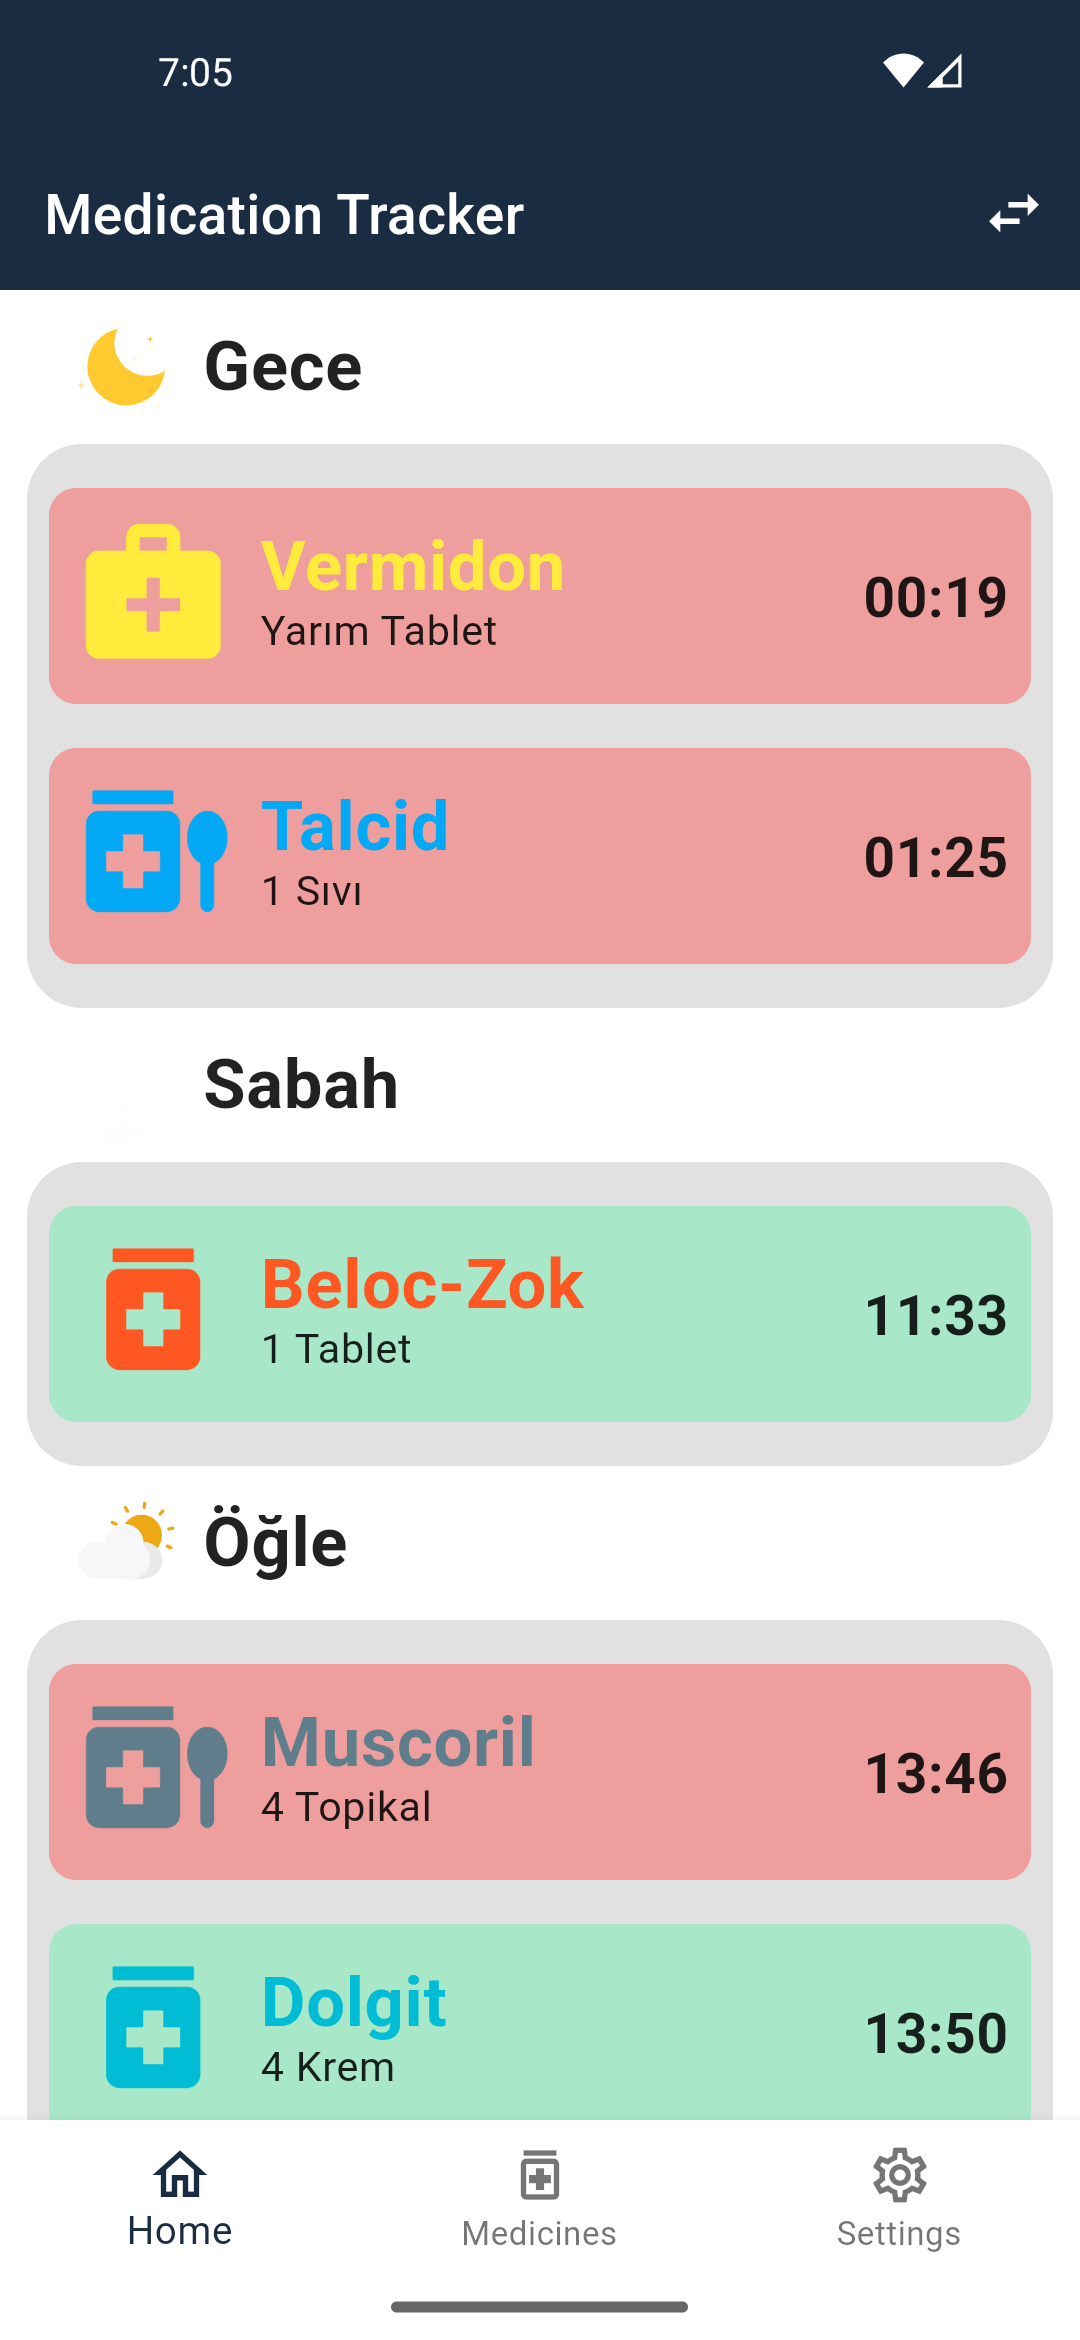 7:05
Medication Tracker
Gece
Vermidon
Yarım Tablet
00:19
Talcid
1 Sıvı
01:25
Sabah
Beloc-Zok
1 Tablet
11:33
Öğle
Muscoril
4 Topikal
13:46
Dolgit
4 Krem
13:50
Home
Medicines
Settings